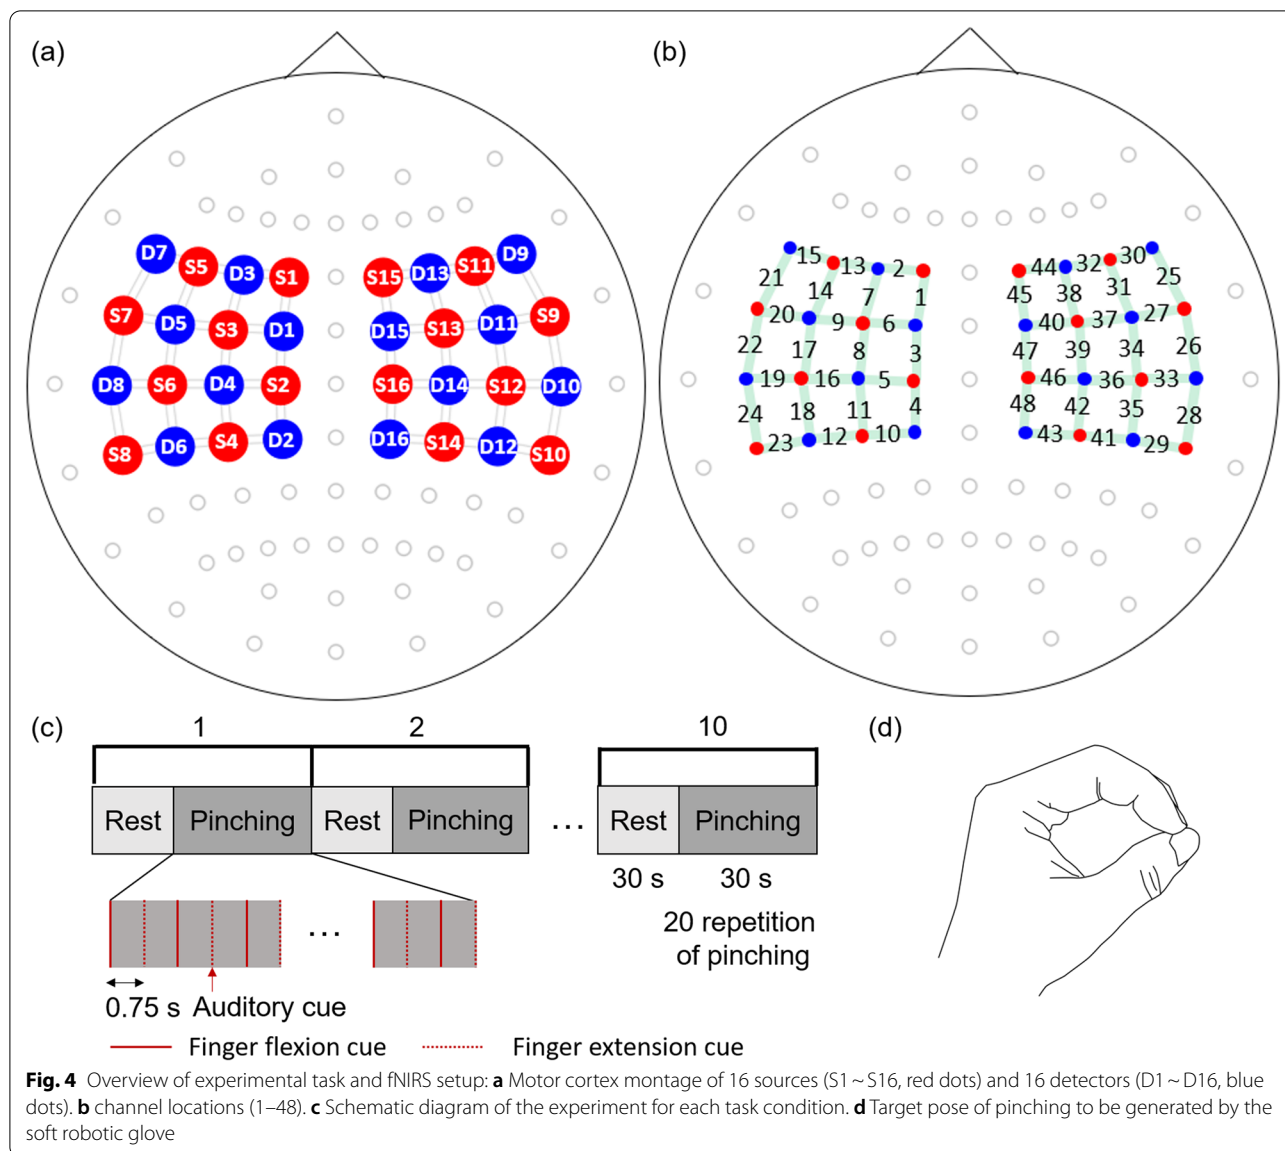 (a)
D7 S5 D3 S1 S15 D13 S11 D9
S7 D5 S3 D1 D15 S13 D11 S9
D8 S6 D4 S2 S16 D14 S12 D10
S8 D6 S4 D2 D16 S14 D12 S10
(b)
15 13 2 44 32 30
21 14 7 1 45 38 31 25
20 9 6 40 37 27
22 17 8 3 47 39 34 26
19 16 5 46 36 33
24 18 11 4 48 42 35 28
23 12 10 43 41 29
(c)
1 2 10
Rest Pinching Rest Pinching ... Rest Pinching
30 s 30 s
20 repetition
of pinching
...
0.75 s Auditory cue
Finger flexion cue Finger extension cue
(d)
Fig. 4 Overview of experimental task and fNIRS setup: a Motor cortex montage of 16 sources (S1 ~ S16, red dots) and 16 detectors (D1 ~ D16, blue
dots). b channel locations (1–48). c Schematic diagram of the experiment for each task condition. d Target pose of pinching to be generated by the
soft robotic glove